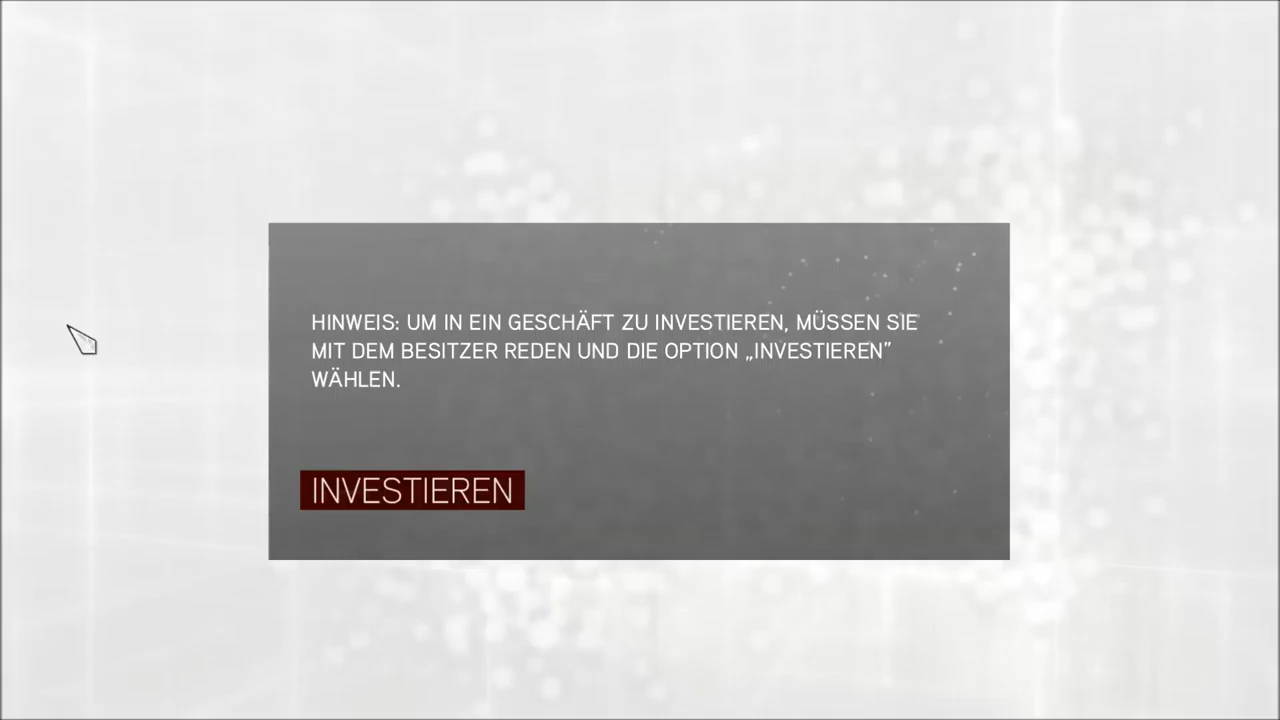 HINWEIS: UM IN EIN GESCHÄFT ZU INVESTIEREN, MÜSSEN SIE
MIT DEM BESITZER REDEN UND DIE OPTION „INVESTIEREN”
WÄHLEN.
INVESTIEREN